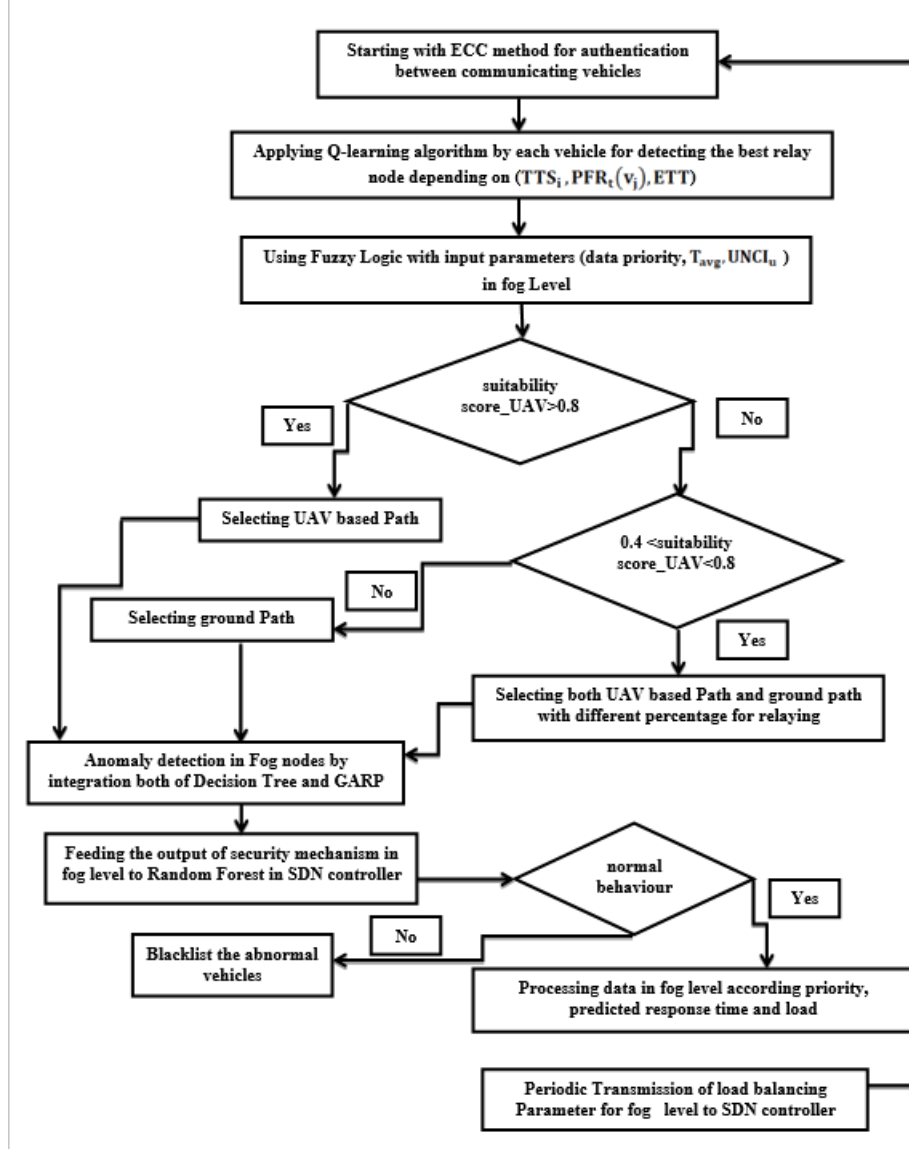 Starting with ECC method for authentication
between communicating vehicles
Applying Q-learning algorithm by each vehicle for detecting the best relay
node depending on (TTSᵢ, PFRₜ(vⱼ), ETT)
Using Fuzzy Logic with input parameters (data priority, Tavg, UNCIᵤ )
in fog Level
suitability
score_UAV>0.8
Yes
No
Selecting UAV based Path
0.4 <suitability
score_UAV<0.8
No
Selecting ground Path
Yes
Selecting both UAV based Path and ground path
with different percentage for relaying
Anomaly detection in Fog nodes by
integration both of Decision Tree and GARP
Feeding the output of security mechanism in
fog level to Random Forest in SDN controller
normal
behaviour
Yes
No
Blacklist the abnormal
vehicles
Processing data in fog level according priority,
predicted response time and load
Periodic Transmission of load balancing
Parameter for fog level to SDN controller